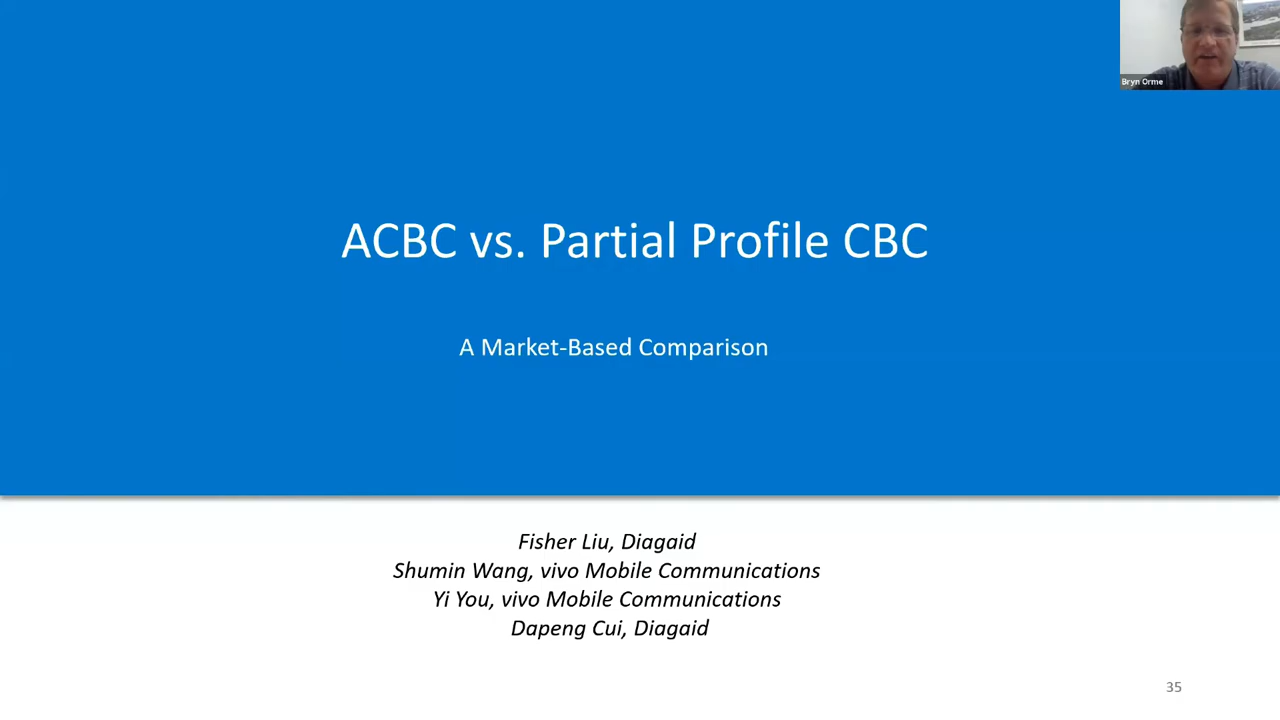 Bryn Orme
ACBC vs. Partial Profile CBC
A Market-Based Comparison
Fisher Liu, Diagaid
Shumin Wang, vivo Mobile Communications
Yi You, vivo Mobile Communications
Dapeng Cui, Diagaid
35